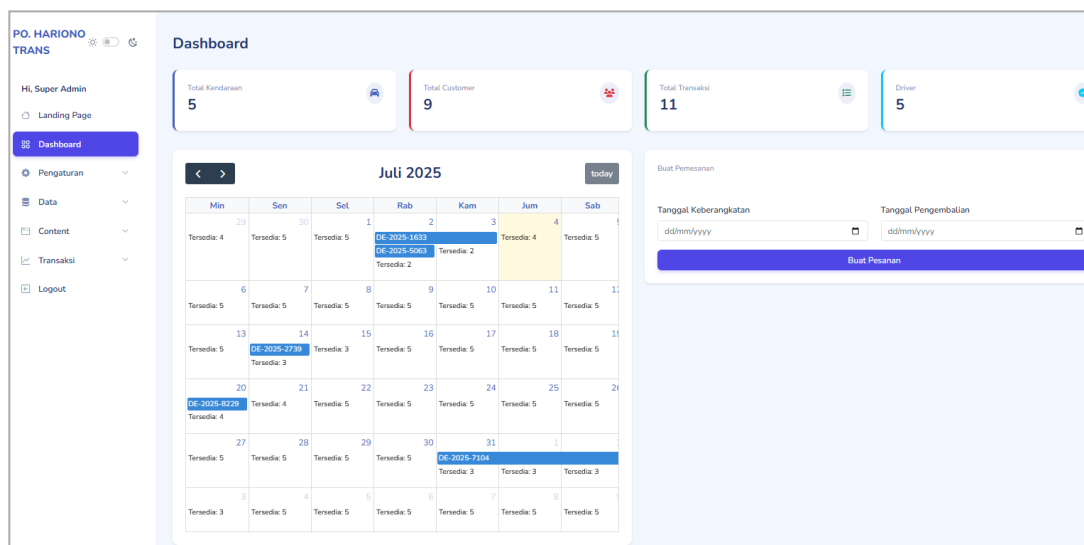 PO. HARIONO
TRANS
Hi, Super Admin
Landing Page
Dashboard
Pengaturan
Data
Content
Transaksi
Logout
Dashboard
Total Kendaraan
5
Total Customer
9
Total Transaksi
11
Driver
5
Juli 2025
today
Min Sen Sel Rab Kam Jum Sab
29 30 1 2 3 4
Tersedia: 4 Tersedia: 5 Tersedia: 5 DE-2025-1633 Tersedia: 4 Tersedia: 5
DE-2025-5063 Tersedia: 2
Tersedia: 2
6 7 8 9 10 11
Tersedia: 5 Tersedia: 5 Tersedia: 5 Tersedia: 5 Tersedia: 5 Tersedia: 5 Tersedia: 5
13 14 15 16 17 18
Tersedia: 5 DE-2025-2739 Tersedia: 3 Tersedia: 5 Tersedia: 5 Tersedia: 5 Tersedia: 5
Tersedia: 3
20 21 22 23 24 25
DE-2025-8229 Tersedia: 4 Tersedia: 5 Tersedia: 5 Tersedia: 5 Tersedia: 5 Tersedia: 5
Tersedia: 4
27 28 29 30 31 1
Tersedia: 5 Tersedia: 5 Tersedia: 5 Tersedia: 5 DE-2025-7104
Tersedia: 3 Tersedia: 3 Tersedia: 3
3 4 5 6 7 8
Tersedia: 3 Tersedia: 5 Tersedia: 5 Tersedia: 5 Tersedia: 5 Tersedia: 5 Tersedia: 5
Buat Pemesanan
Tanggal Keberangkatan Tanggal Pengembalian
dd/mm/yyyy dd/mm/yyyy
Buat Pesanan